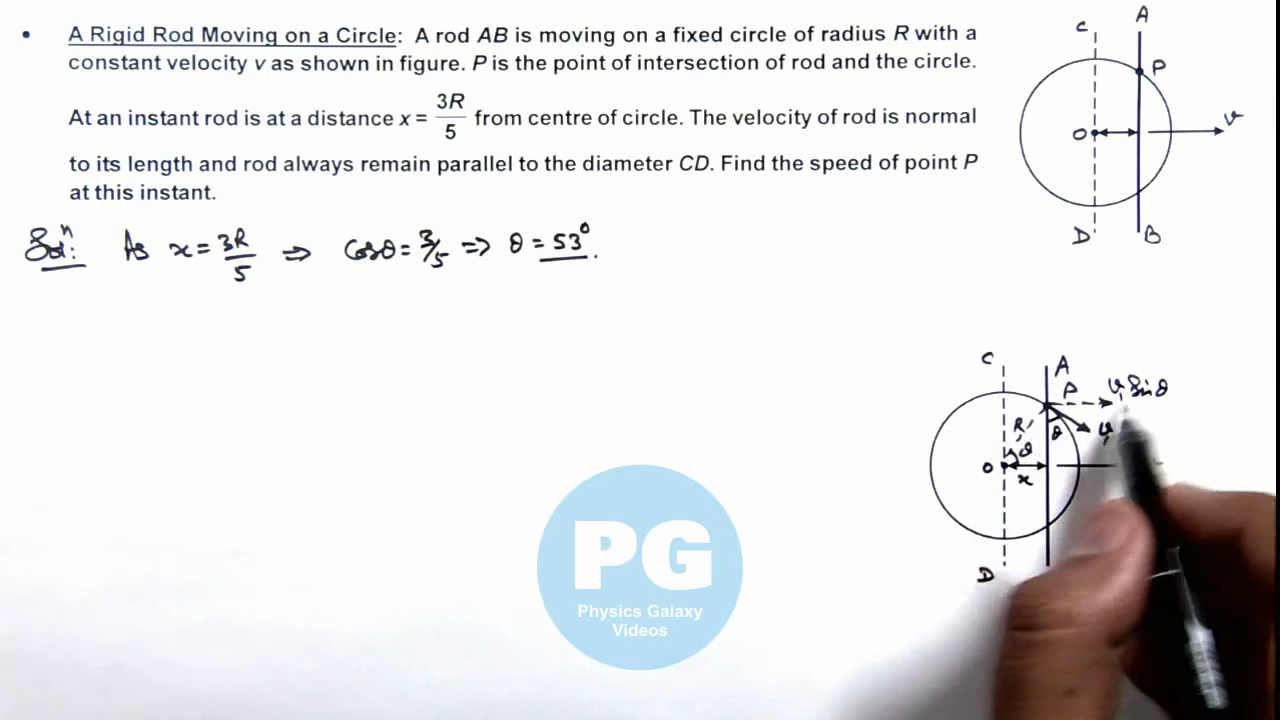 • A Rigid Rod Moving on a Circle: A rod AB is moving on a fixed circle of radius R with a
constant velocity v as shown in figure. P is the point of intersection of rod and the circle.
At an instant rod is at a distance x = 3R/5 from centre of circle. The velocity of rod is normal
to its length and rod always remain parallel to the diameter CD. Find the speed of point P
at this instant.
C
A
P
O
v
D
B
Solⁿ: As x = 3R/5 ⇒ cosθ = 3/5 ⇒ θ = 53°.
C
A
P
v₁ sinθ
R
θ
θ
O
x
D
PG
Physics Galaxy
Videos